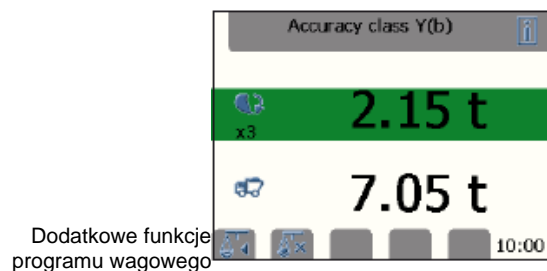 Accuracy class Y(b)
2.15 t
x3
7.05 t
Dodatkowe funkcje
programu wagowego
10:00